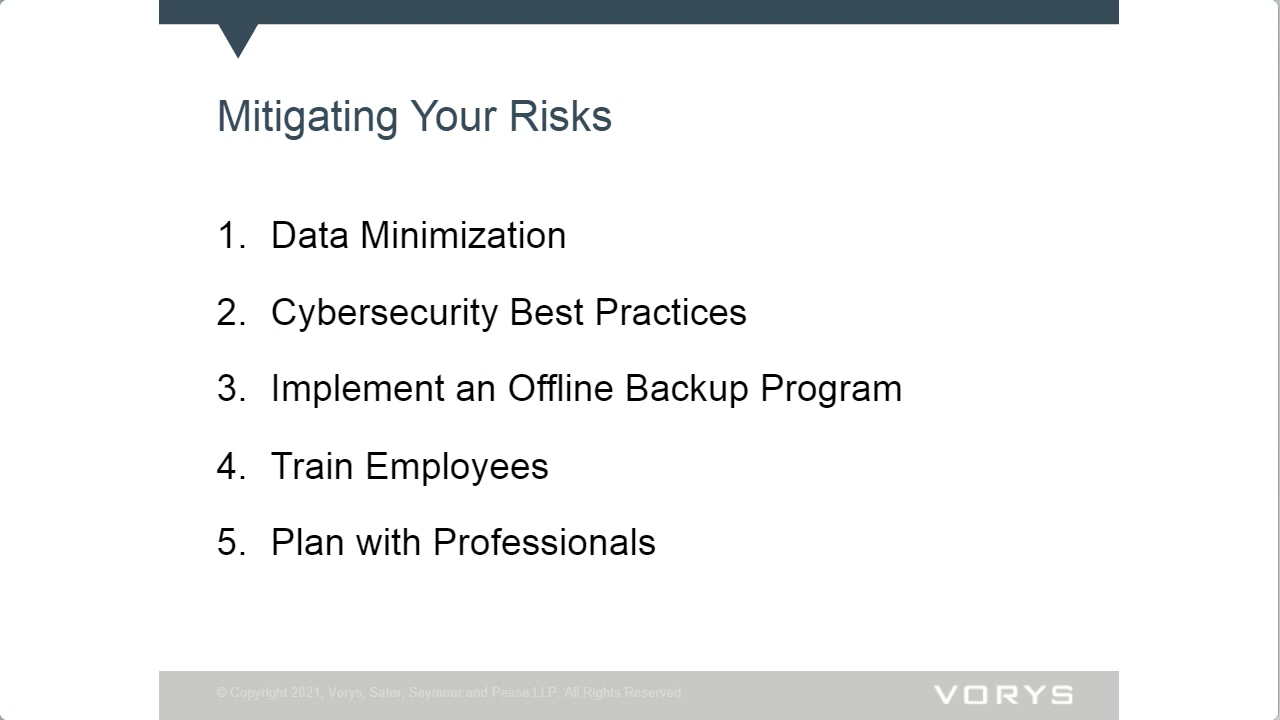 Mitigating Your Risks
1. Data Minimization
2. Cybersecurity Best Practices
3. Implement an Offline Backup Program
4. Train Employees
5. Plan with Professionals
© Copyright 2021, Vorys, Sater, Seymour and Pease LLP. All Rights Reserved.
VORYS